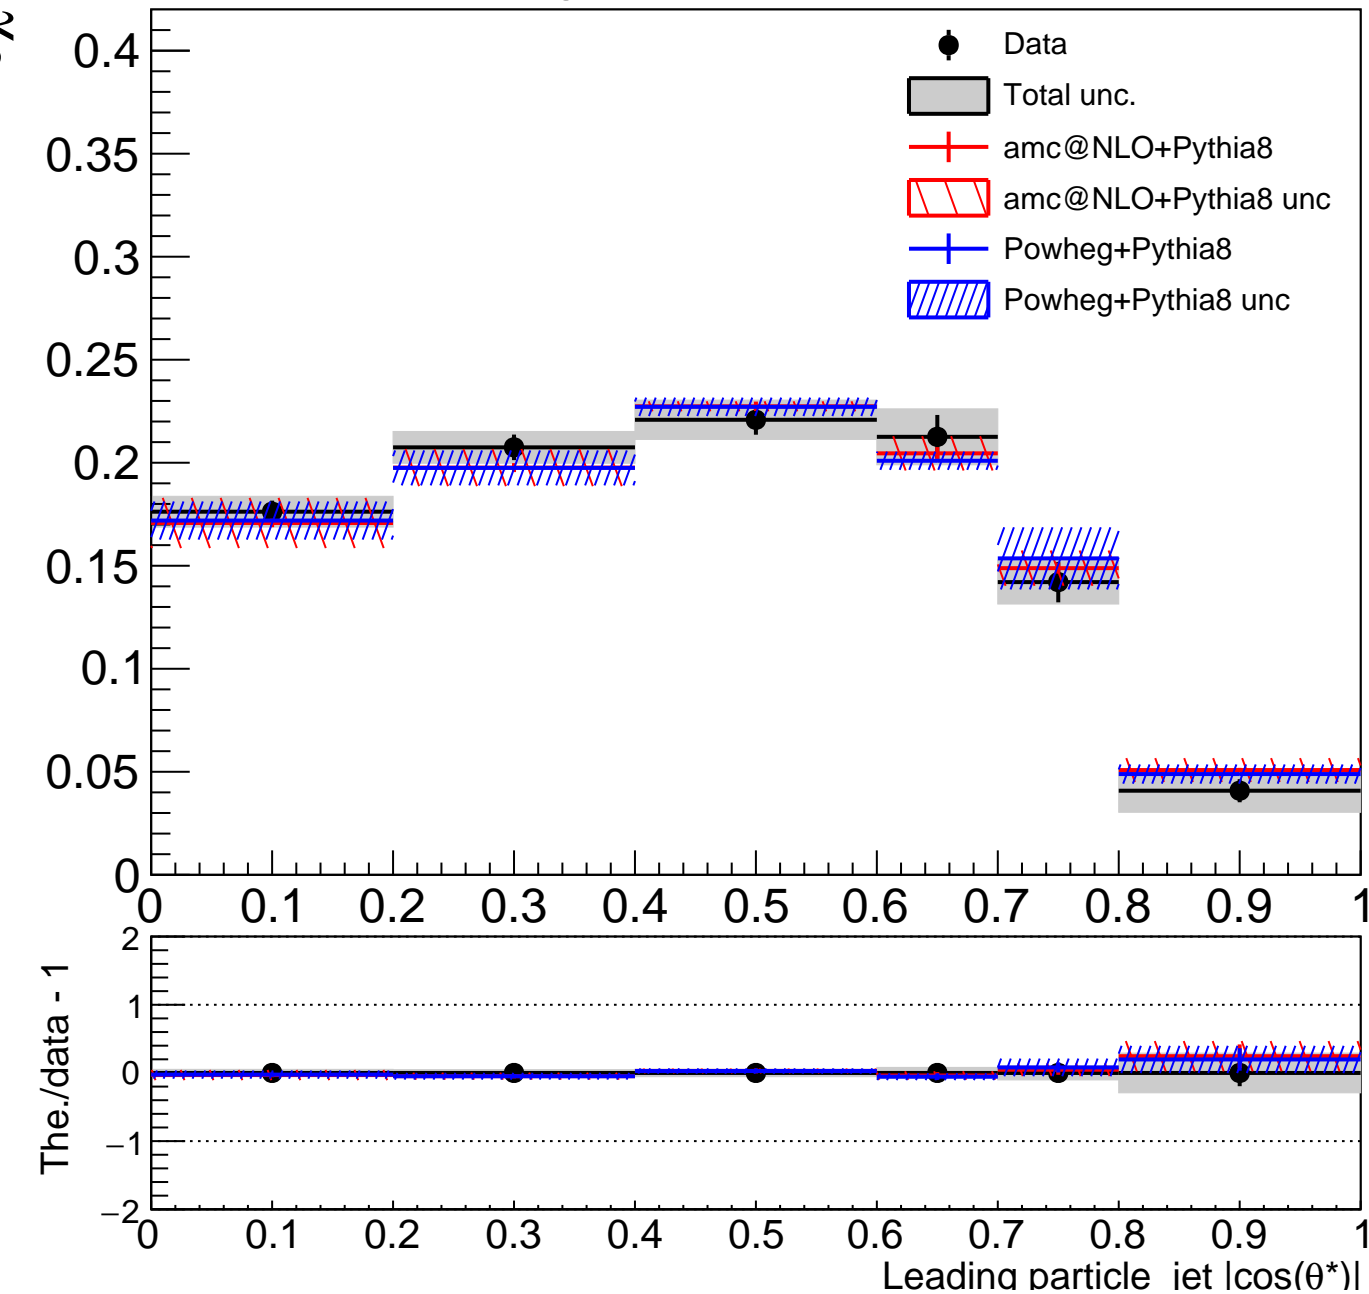 Data
Total unc.
amc@NLO+Pythia8
amc@NLO+Pythia8 unc
Powheg+Pythia8
Powheg+Pythia8 unc
0.4
0.35
0.3
0.25
0.2
0.15
0.1
0.05
0
0 0.1 0.2 0.3 0.4 0.5 0.6 0.7 0.8 0.9 1
The./data - 1
2
1
0
−1
−2
0 0.1 0.2 0.3 0.4 0.5 0.6 0.7 0.8 0.9 1
Leading particle jet |cos(θ*)|